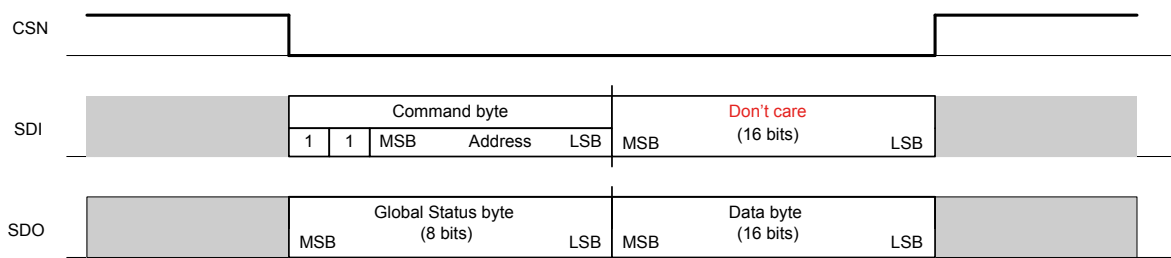 CSN
SDI
Command byte
1 1 MSB Address LSB
Don't care
(16 bits)
MSB LSB
SDO
Global Status byte
(8 bits)
MSB LSB
Data byte
(16 bits)
MSB LSB